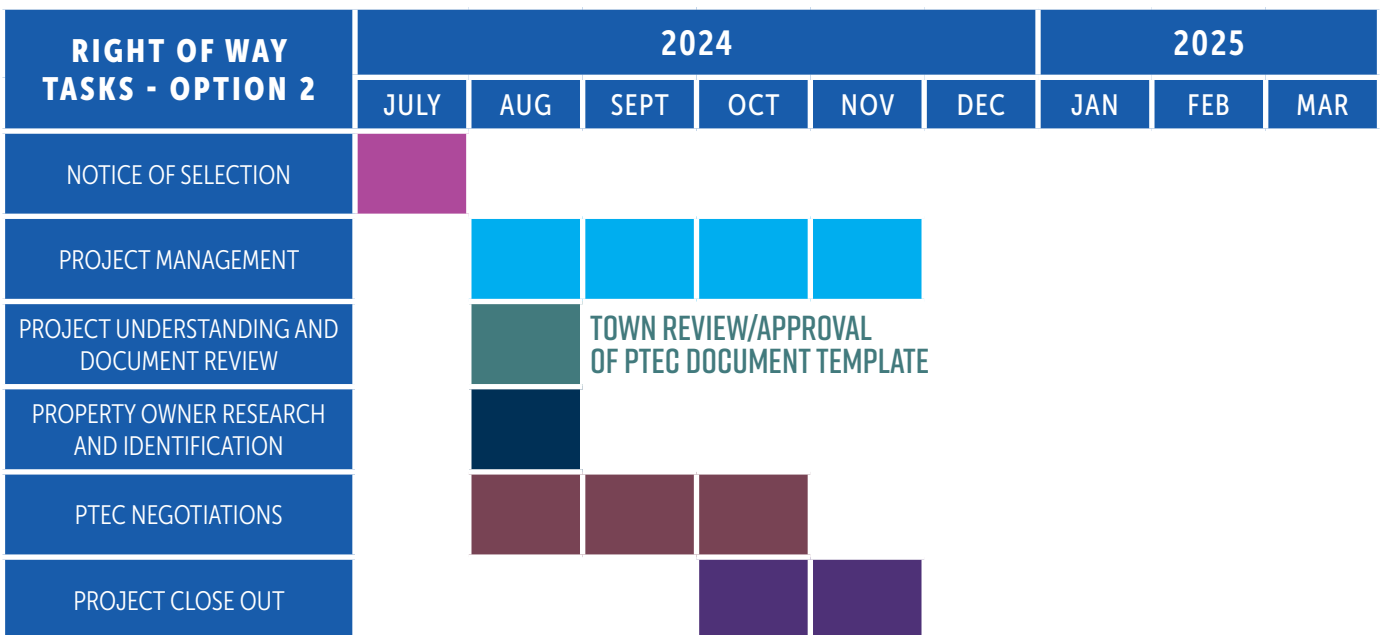 RIGHT OF WAY
TASKS - OPTION 2
2024
2025
JULY
AUG
SEPT
OCT
NOV
DEC
JAN
FEB
MAR
NOTICE OF SELECTION
PROJECT MANAGEMENT
PROJECT UNDERSTANDING AND
DOCUMENT REVIEW
TOWN REVIEW/APPROVAL
OF PTEC DOCUMENT TEMPLATE
PROPERTY OWNER RESEARCH
AND IDENTIFICATION
PTEC NEGOTIATIONS
PROJECT CLOSE OUT